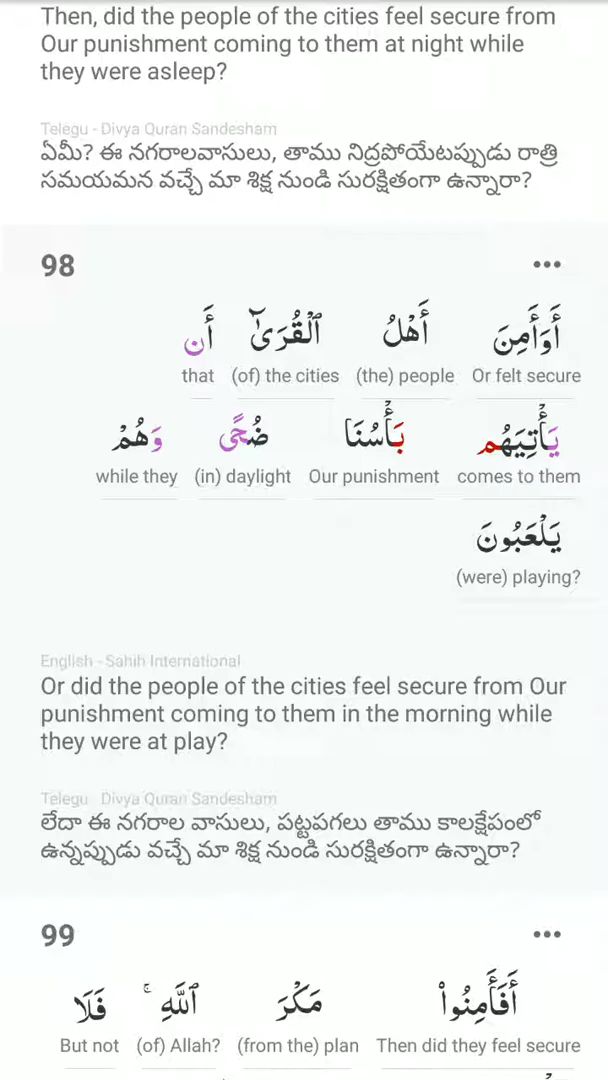 Then, did the people of the cities feel secure from
Our punishment coming to them at night while
they were asleep?
Telegu - Divya Quran Sandesham
ఏమీ? ఈ నగరాలవాసులు, తాము నిద్రపోయేటప్పుడు రాత్రి
సమయమన వచ్చే మా శిక్ష నుండి సురక్షితంగా ఉన్నారా?
98
أَوَأَمِنَ أَهْلُ ٱلْقُرَىٰٓ أَن
Or felt secure (the) people (of) the cities that
يَأْتِيَهُم بَأْسُنَا ضُحًى وَهُمْ
comes to them Our punishment (in) daylight while they
يَلْعَبُونَ
(were) playing?
English - Sahih International
Or did the people of the cities feel secure from Our
punishment coming to them in the morning while
they were at play?
Telegu Divya Quran Sandesham
లేదా ఈ నగరాల వాసులు, పట్టపగలు తాము కాలక్షేపంలో
ఉన్నప్పుడు వచ్చే మా శిక్ష నుండి సురక్షితంగా ఉన్నారా?
99
أَفَأَمِنُوا۟ مَكْرَ ٱللَّهِ ۚ فَلَا
Then did they feel secure (from the) plan (of) Allah? But not